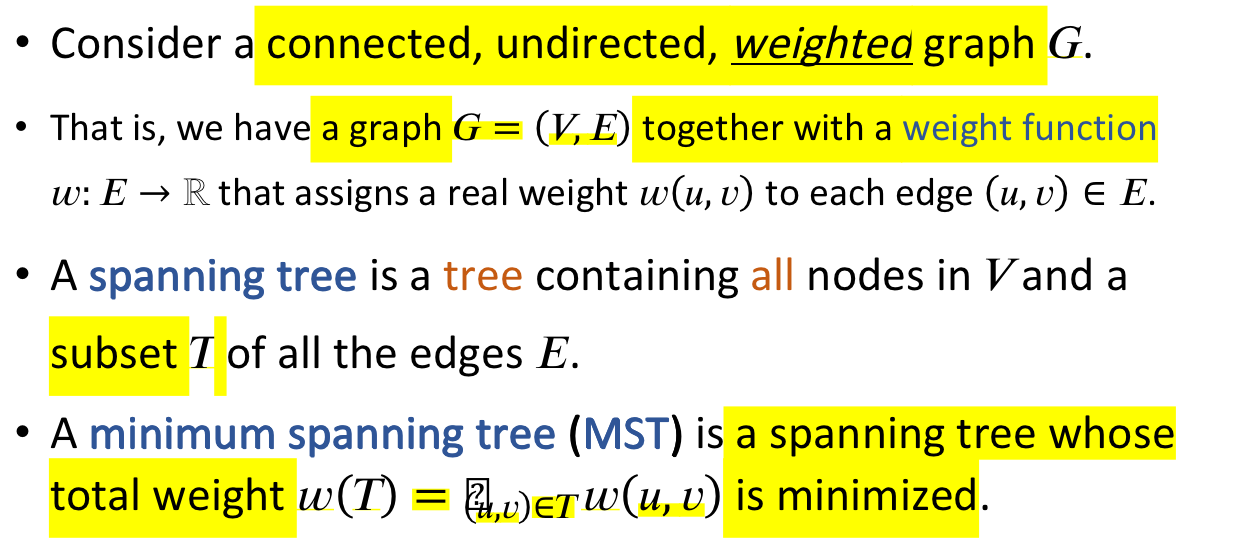 • Consider a connected, undirected, weighted graph G.
• That is, we have a graph G = (V, E) together with a weight function
w: E → ℝ that assigns a real weight w(u, v) to each edge (u, v) ∈ E.
• A spanning tree is a tree containing all nodes in V and a
subset T of all the edges E.
• A minimum spanning tree (MST) is a spanning tree whose
total weight w(T) = (u,v)∈T w(u, v) is minimized.